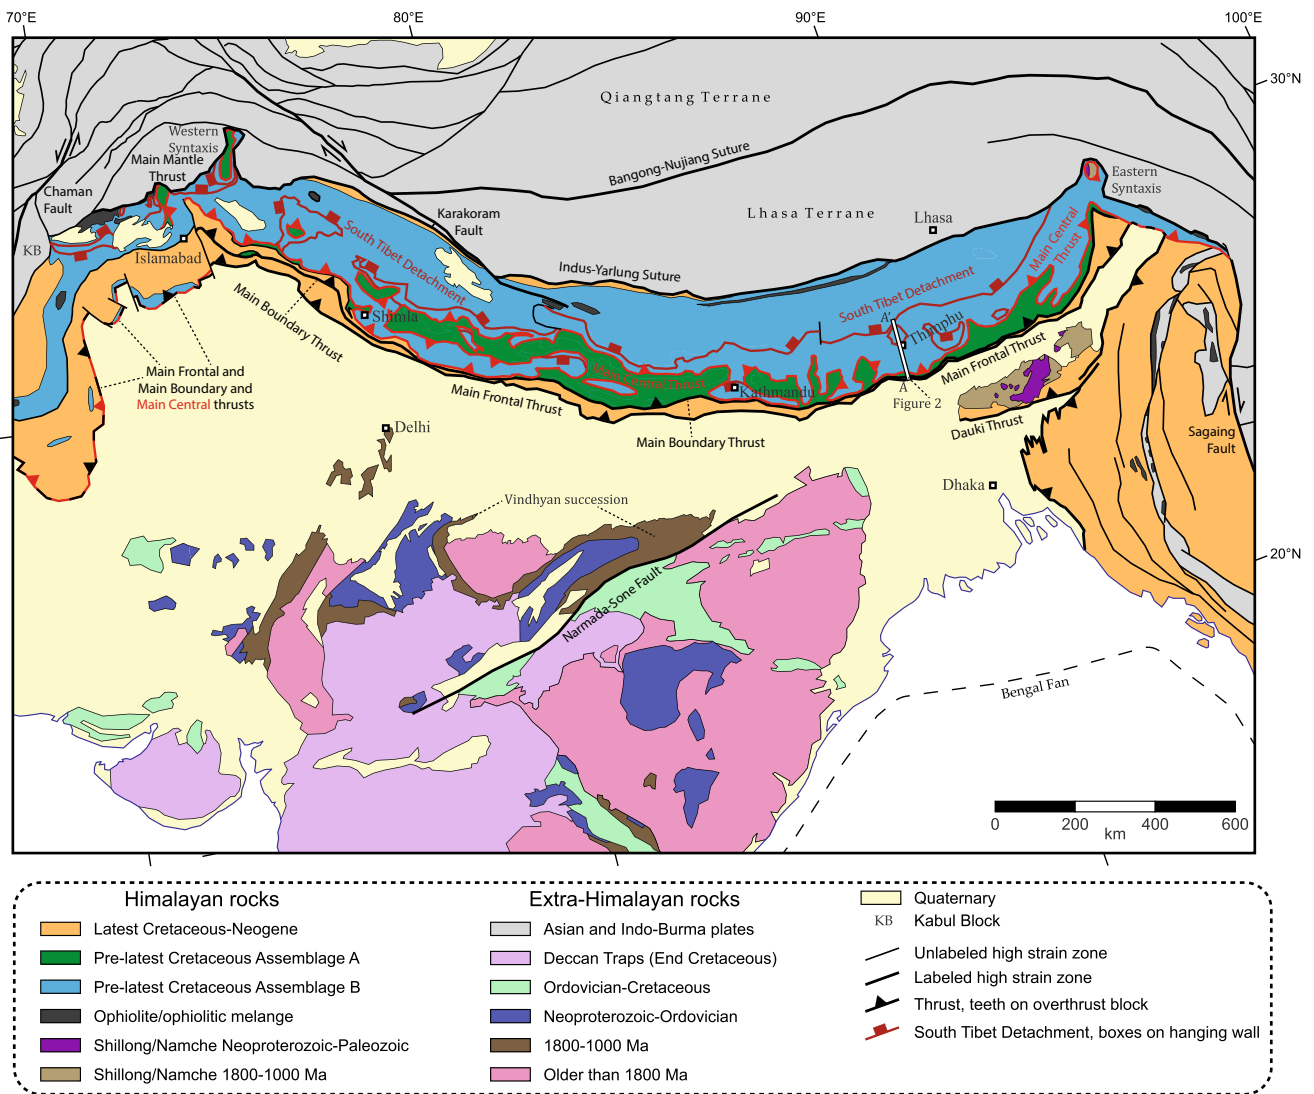 70°E
80°E
90°E
100°E
30°N
20°N
Qiangtang Terrane
Bangong-Nujiang Suture
Lhasa Terrane
Lhasa
Western
Syntaxis
Main Mantle
Thrust
Chaman
Fault
KB
Islamabad
Karakoram
Fault
Indus-Yarlung Suture
South Tibet Detachment
South Tibet Detachment
Main Central
Thrust
Eastern
Syntaxis
Main Boundary Thrust
Shimla
Main Central Thrust
Kathmandu
A'
A
Thimphu
Figure 2
Main Frontal Thrust
Main Frontal and
Main Boundary and
Main Central thrusts
Main Frontal Thrust
Main Boundary Thrust
Dauki Thrust
Delhi
Dhaka
Sagaing
Fault
Vindhyan succession
Narmada-Sone Fault
Bengal Fan
0 200 400 600
km
Himalayan rocks
Latest Cretaceous-Neogene
Pre-latest Cretaceous Assemblage A
Pre-latest Cretaceous Assemblage B
Ophiolite/ophiolitic melange
Shillong/Namche Neoproterozoic-Paleozoic
Shillong/Namche 1800-1000 Ma
Extra-Himalayan rocks
Asian and Indo-Burma plates
Deccan Traps (End Cretaceous)
Ordovician-Cretaceous
Neoproterozoic-Ordovician
1800-1000 Ma
Older than 1800 Ma
Quaternary
KB Kabul Block
Unlabeled high strain zone
Labeled high strain zone
Thrust, teeth on overthrust block
South Tibet Detachment, boxes on hanging wall